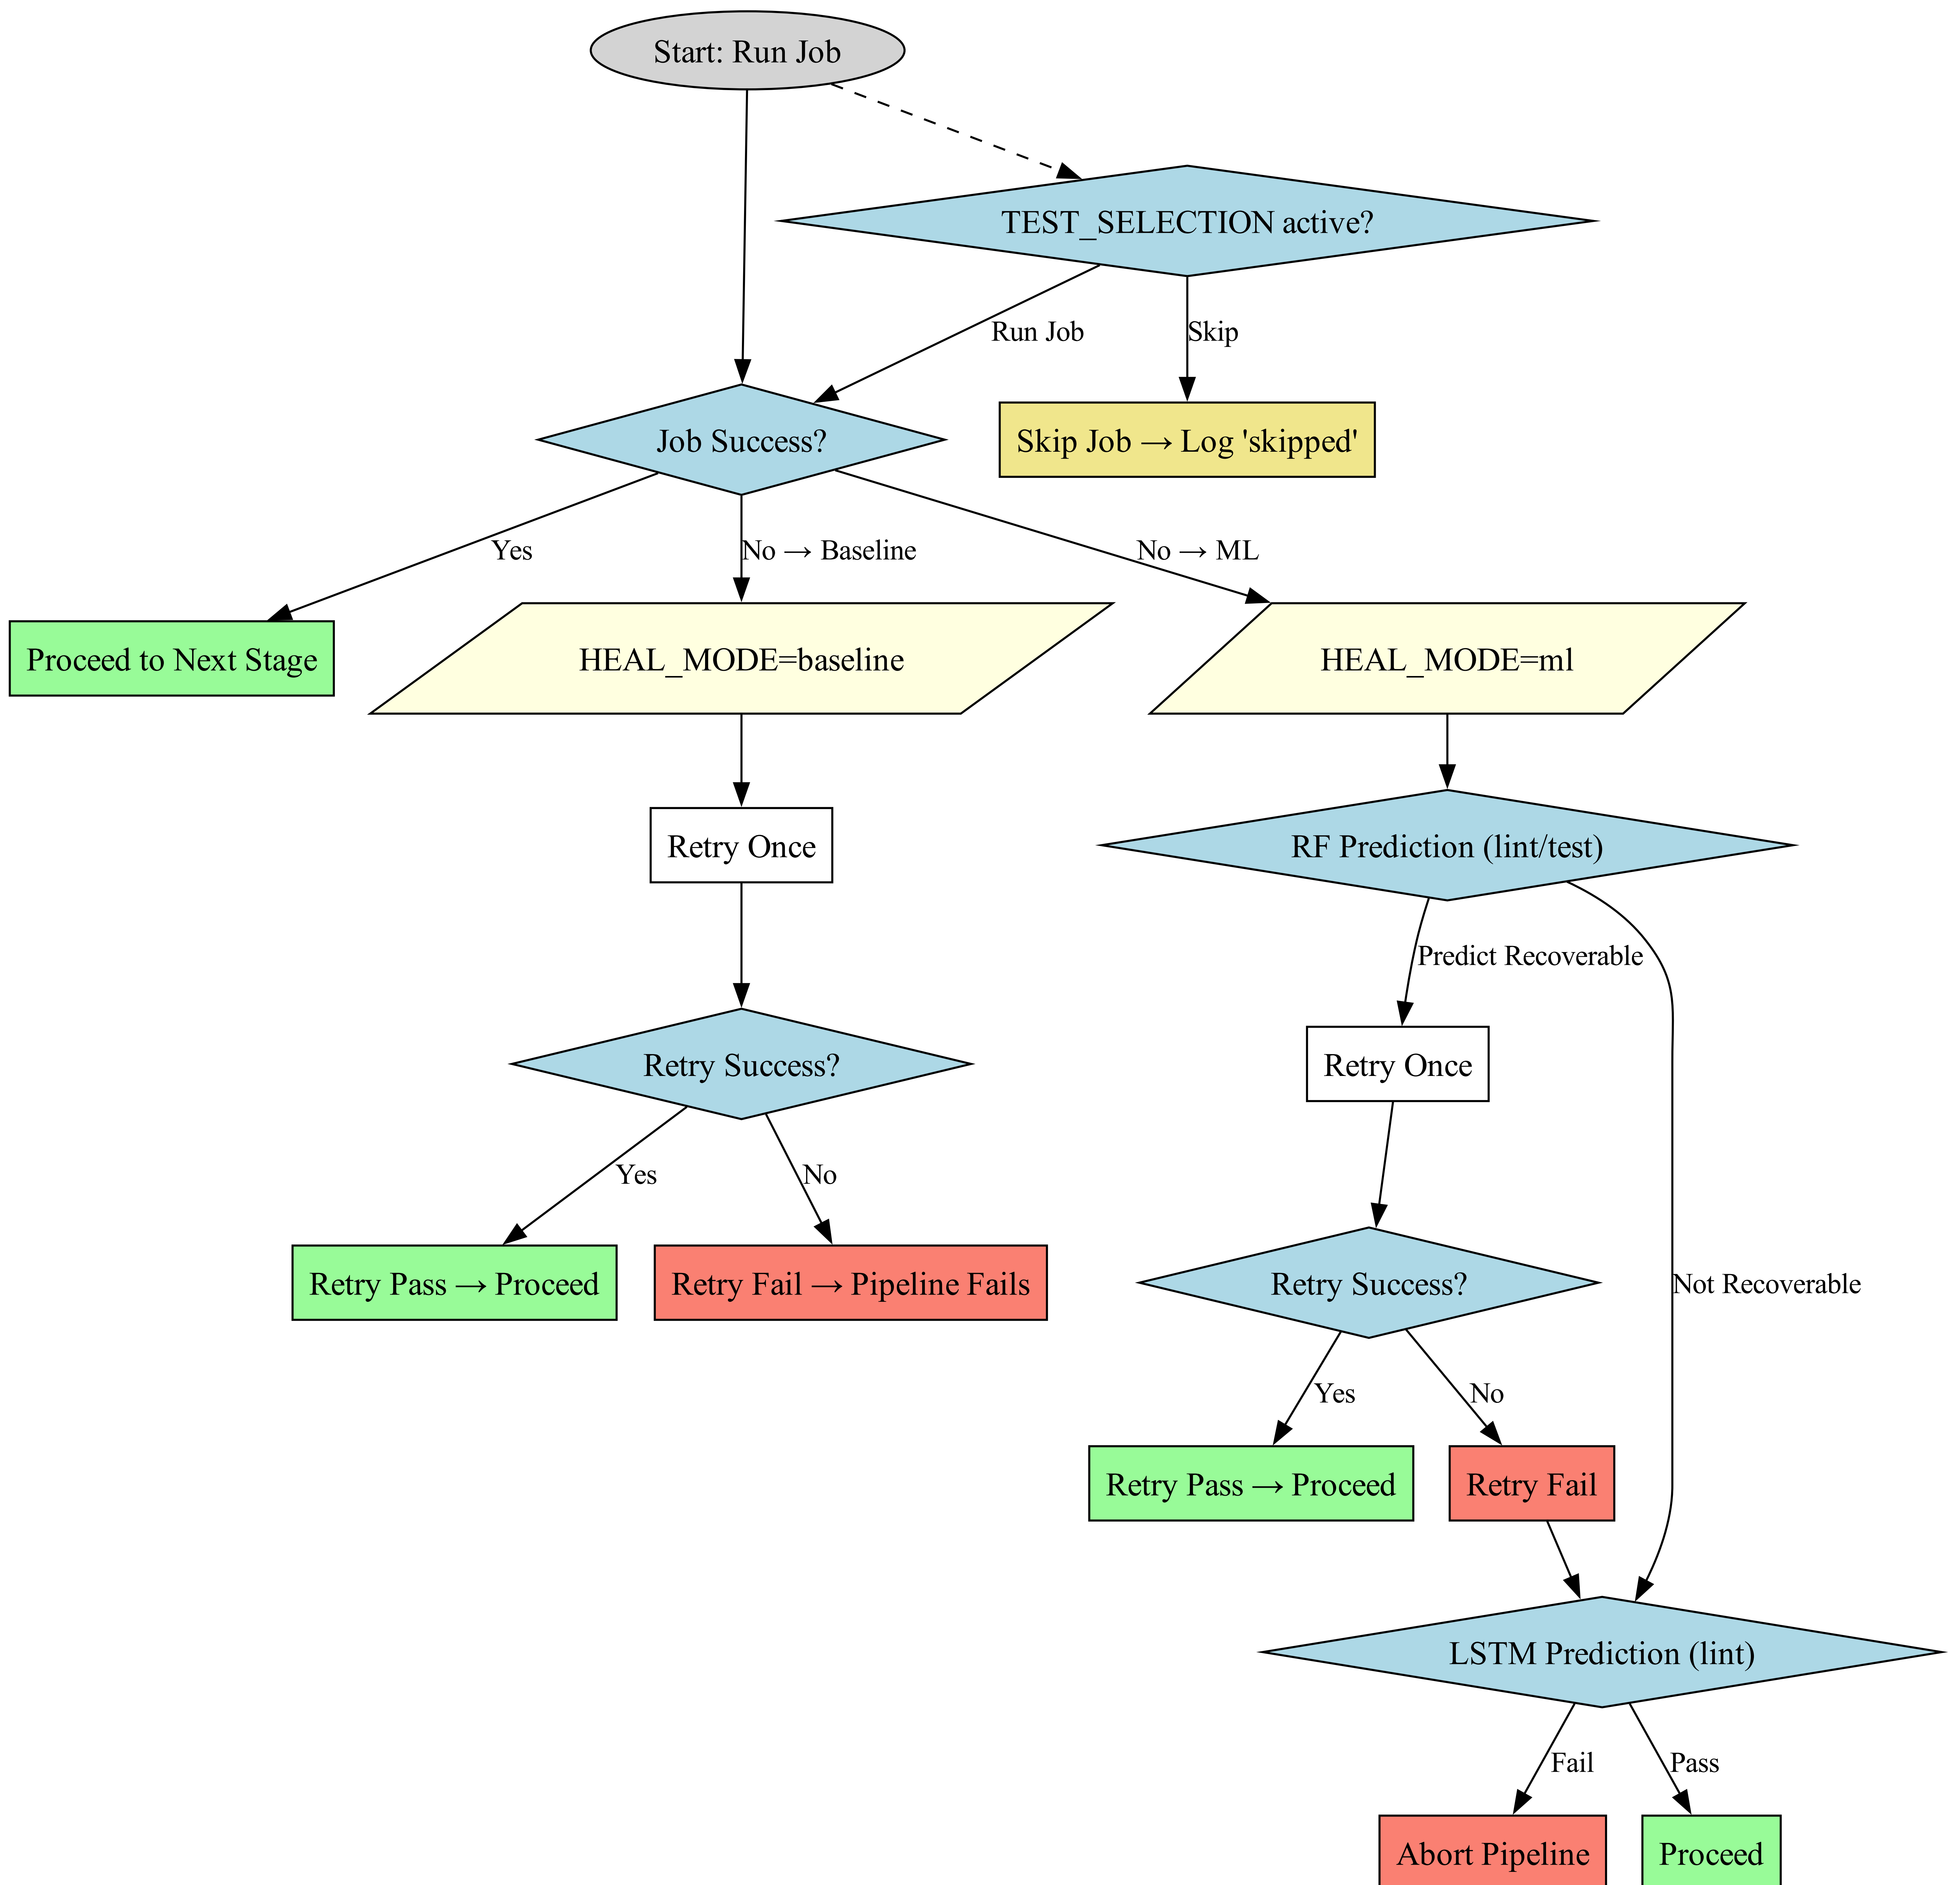 Start: Run Job
TEST_SELECTION active?
Run Job
Skip
Job Success?
Skip Job → Log 'skipped'
Yes
No → Baseline
No → ML
Proceed to Next Stage
HEAL_MODE=baseline
HEAL_MODE=ml
Retry Once
RF Prediction (lint/test)
Predict Recoverable
Retry Success?
Retry Once
Yes
No
Retry Pass → Proceed
Retry Fail → Pipeline Fails
Retry Success?
Not Recoverable
Yes
No
Retry Pass → Proceed
Retry Fail
LSTM Prediction (lint)
Fail
Pass
Abort Pipeline
Proceed